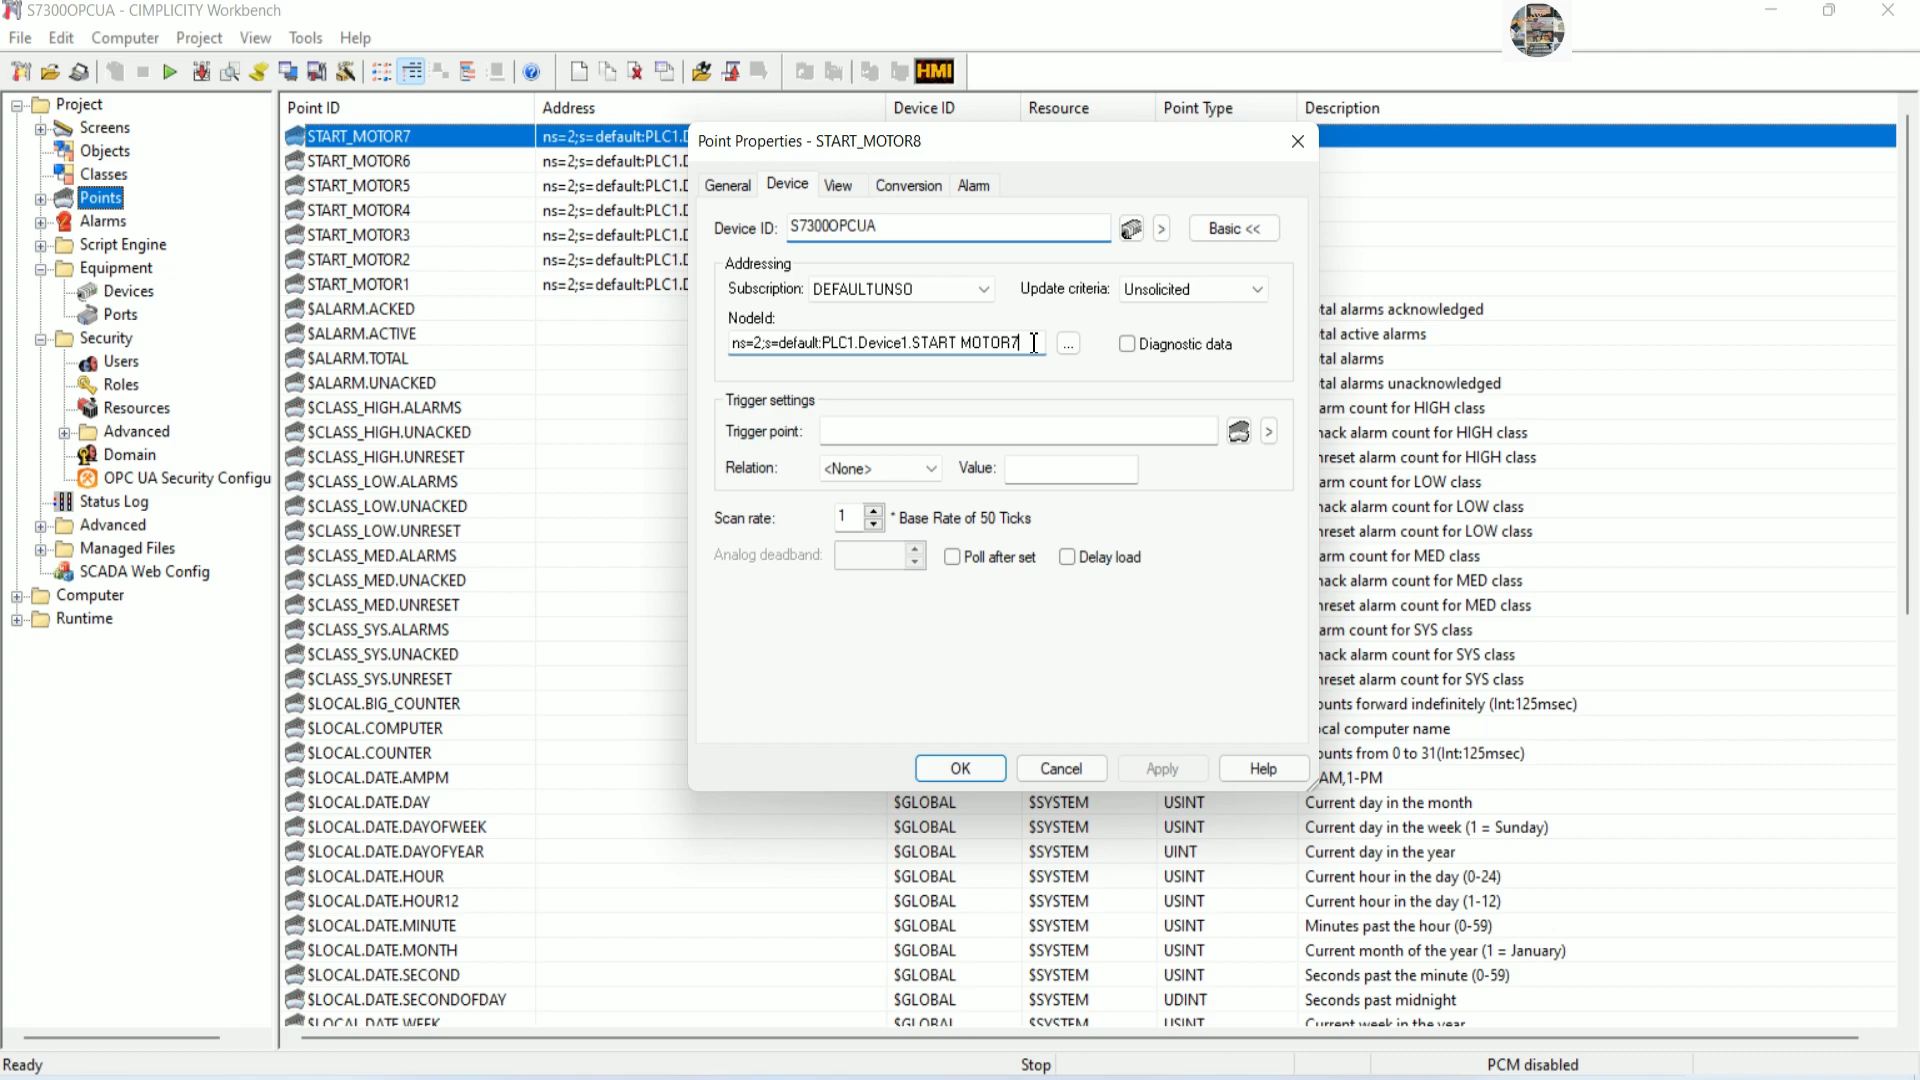 S7300OPCUA - CIMPLICITY Workbench
File Edit Computer Project View Tools Help
HMI
Project
Screens
Objects
Classes
Points
Alarms
Script Engine
Equipment
Devices
Ports
Security
Users
Roles
Resources
Advanced
Domain
OPC UA Security Configu
Status Log
Advanced
Managed Files
SCADA Web Config
Computer
Runtime
Point ID Address Device ID Resource Point Type Description
START_MOTOR7 ns=2;s=default:PLC1.D
START_MOTOR6 ns=2;s=default:PLC1.D
START_MOTOR5 ns=2;s=default:PLC1.D
START_MOTOR4 ns=2;s=default:PLC1.D
START_MOTOR3 ns=2;s=default:PLC1.D
START_MOTOR2 ns=2;s=default:PLC1.D
START_MOTOR1 ns=2;s=default:PLC1.D
$ALARM.ACKED tal alarms acknowledged
$ALARM.ACTIVE tal active alarms
$ALARM.TOTAL tal alarms
$ALARM.UNACKED tal alarms unacknowledged
$CLASS_HIGH.ALARMS arm count for HIGH class
$CLASS_HIGH.UNACKED nack alarm count for HIGH class
$CLASS_HIGH.UNRESET nreset alarm count for HIGH class
$CLASS_LOW.ALARMS arm count for LOW class
$CLASS_LOW.UNACKED nack alarm count for LOW class
$CLASS_LOW.UNRESET nreset alarm count for LOW class
$CLASS_MED.ALARMS arm count for MED class
$CLASS_MED.UNACKED nack alarm count for MED class
$CLASS_MED.UNRESET nreset alarm count for MED class
$CLASS_SYS.ALARMS arm count for SYS class
$CLASS_SYS.UNACKED nack alarm count for SYS class
$CLASS_SYS.UNRESET nreset alarm count for SYS class
$LOCAL.BIG_COUNTER ounts forward indefinitely (Int:125msec)
$LOCAL.COMPUTER cal computer name
$LOCAL.COUNTER ounts from 0 to 31(Int:125msec)
$LOCAL.DATE.AMPM AM,1-PM
$LOCAL.DATE.DAY $GLOBAL $SYSTEM USINT Current day in the month
$LOCAL.DATE.DAYOFWEEK $GLOBAL $SYSTEM USINT Current day in the week (1 = Sunday)
$LOCAL.DATE.DAYOFYEAR $GLOBAL $SYSTEM UINT Current day in the year
$LOCAL.DATE.HOUR $GLOBAL $SYSTEM USINT Current hour in the day (0-24)
$LOCAL.DATE.HOUR12 $GLOBAL $SYSTEM USINT Current hour in the day (1-12)
$LOCAL.DATE.MINUTE $GLOBAL $SYSTEM USINT Minutes past the hour (0-59)
$LOCAL.DATE.MONTH $GLOBAL $SYSTEM USINT Current month of the year (1 = January)
$LOCAL.DATE.SECOND $GLOBAL $SYSTEM USINT Seconds past the minute (0-59)
$LOCAL.DATE.SECONDOFDAY $GLOBAL $SYSTEM UDINT Seconds past midnight
$LOCAL.DATE.WEEK $GLOBAL $SYSTEM USINT Current week in the year
Point Properties - START_MOTOR8
General Device View Conversion Alarm
Device ID: S7300OPCUA > Basic <<
Addressing
Subscription: DEFAULTUNSO Update criteria: Unsolicited
NodeId:
ns=2;s=default:PLC1.Device1.START MOTOR7 ... Diagnostic data
Trigger settings
Trigger point: >
Relation: <None> Value:
Scan rate: 1 * Base Rate of 50 Ticks
Analog deadband: Poll after set Delay load
OK Cancel Apply Help
Ready Stop PCM disabled